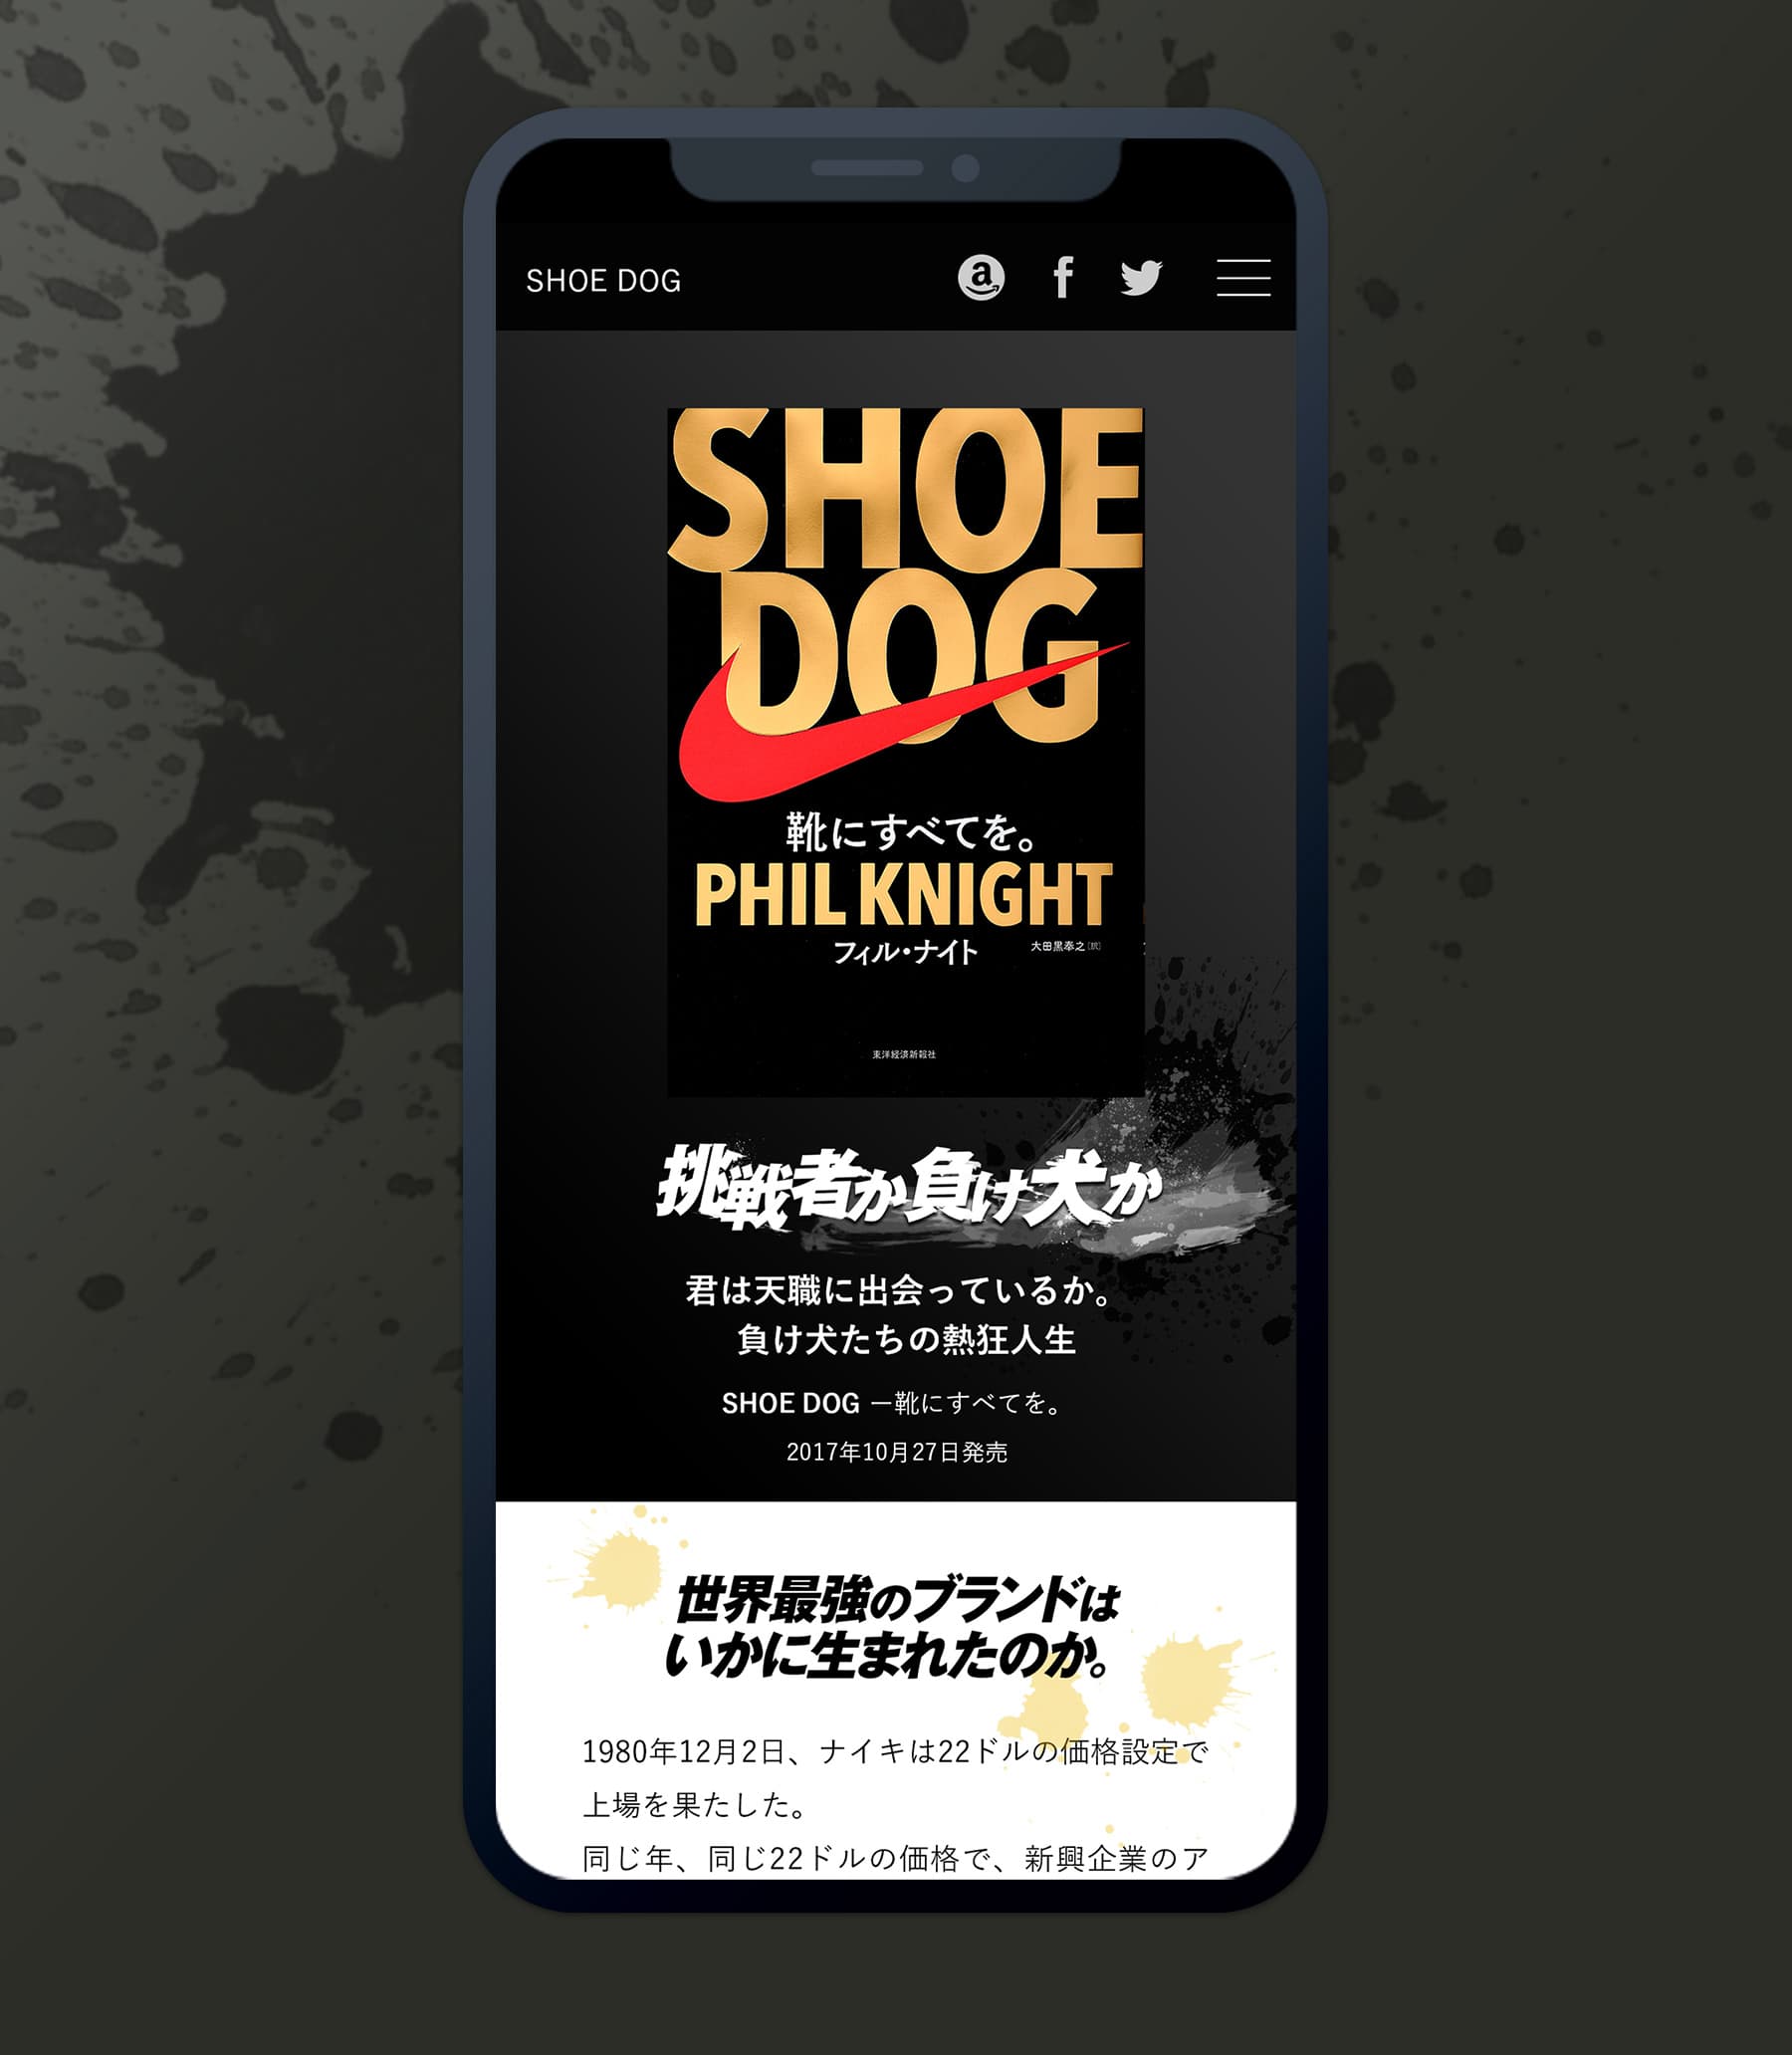 SHOE DOG
SHOE
DOG
靴にすべてを。
PHIL KNIGHT
フィル・ナイト
大田黒奉之〔訳〕
東洋経済新報社
挑戦者か負け犬か
君は天職に出会っているか。
負け犬たちの熱狂人生
SHOE DOG ー靴にすべてを。
2017年10月27日発売
世界最強のブランドは
いかに生まれたのか。
1980年12月2日、ナイキは22ドルの価格設定で
上場を果たした。
同じ年、同じ22ドルの価格で、新興企業のア